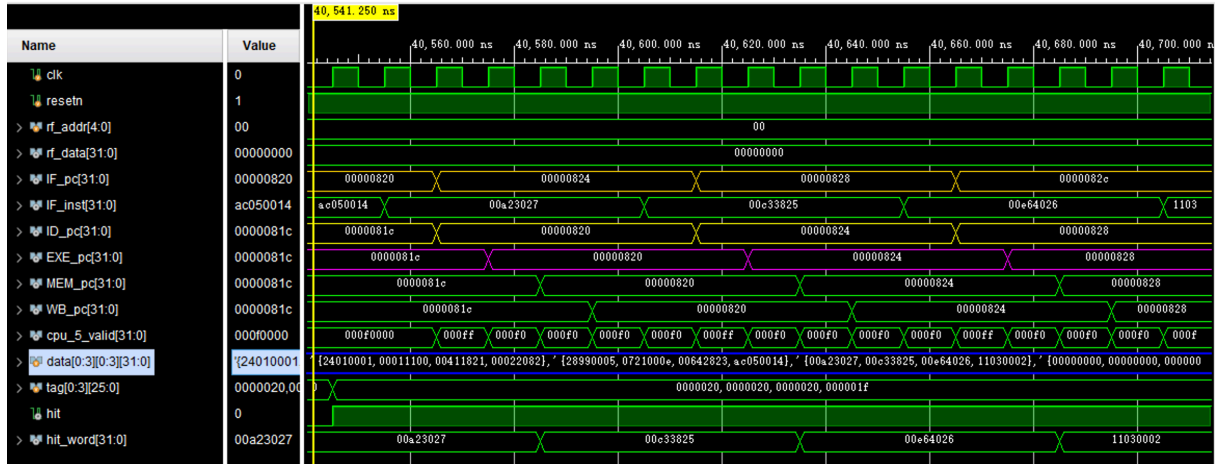 40,541.250 ns
Name Value
40,560.000 ns 40,580.000 ns 40,600.000 ns 40,620.000 ns 40,640.000 ns 40,660.000 ns 40,680.000 ns 40,700.000 n
clk 0
resetn 1
rf_addr[4:0] 00 00
rf_data[31:0] 00000000 00000000
IF_pc[31:0] 00000820 00000820 00000824 00000828 0000082c
IF_inst[31:0] ac050014 ac050014 00a23027 00c33825 00e64026 1103
ID_pc[31:0] 0000081c 0000081c 00000820 00000824 00000828
EXE_pc[31:0] 0000081c 0000081c 00000820 00000824 00000828
MEM_pc[31:0] 0000081c 0000081c 00000820 00000824 00000828
WB_pc[31:0] 0000081c 0000081c 00000820 00000824 00000828
cpu_5_valid[31:0] 000f0000 000f0000 000ff 000f0 000f0 000f0 000ff 000f0 000f0 000f0 000ff 000f0 000f0 000f0 000f
data[0:3][0:3][31:0] '{24010001 '{24010001, 00011100, 00411821, 00022082},'{28990005, 0721000e, 00642823, ac050014},'{00a23027, 00c33825, 00e64026, 11030002},'{00000000, 00000000, 000000
tag[0:3][25:0] 0000020,00 0 0000020, 0000020, 0000020, 000001f
hit 0
hit_word[31:0] 00a23027 00a23027 00c33825 00e64026 11030002